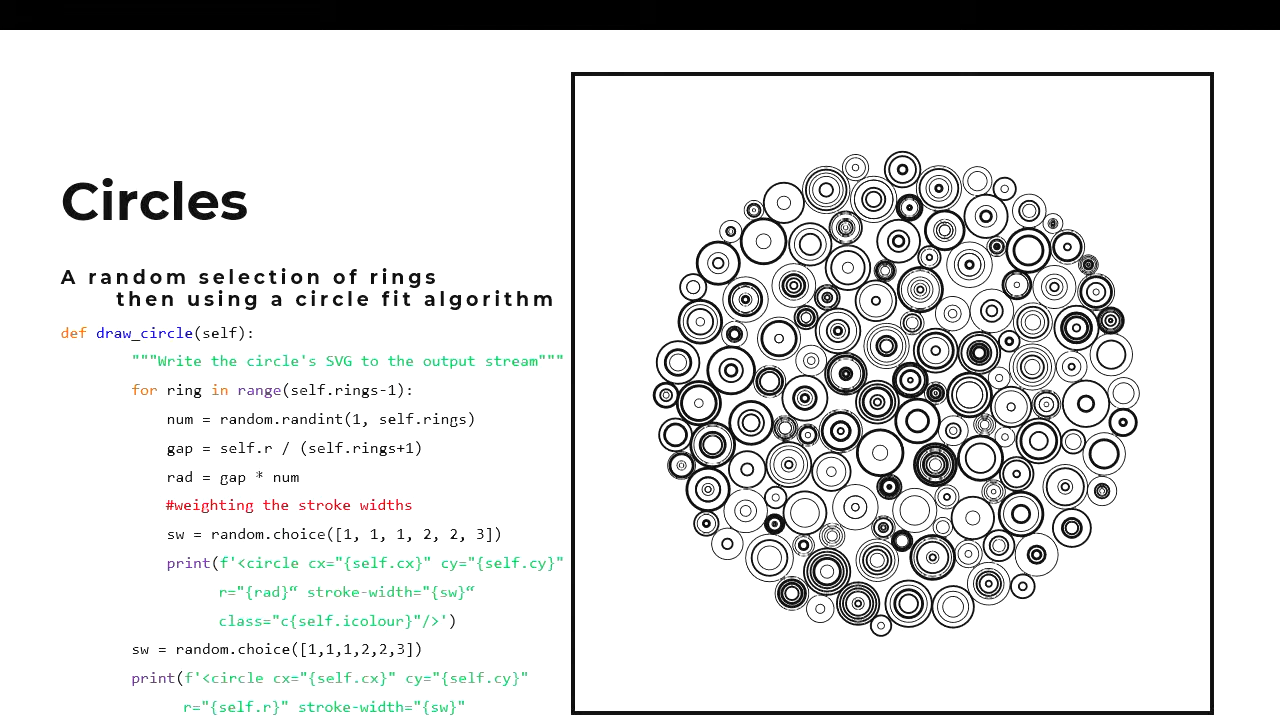 Circles
A random selection of rings
then using a circle fit algorithm
def draw_circle(self):
"""Write the circle's SVG to the output stream"""
for ring in range(self.rings-1):
num = random.randint(1, self.rings)
gap = self.r / (self.rings+1)
rad = gap * num
#weighting the stroke widths
sw = random.choice([1, 1, 1, 2, 2, 3])
print(f'<circle cx="{self.cx}" cy="{self.cy}"
r="{rad}“ stroke-width="{sw}“
class="c{self.icolour}"/>')
sw = random.choice([1,1,1,2,2,3])
print(f'<circle cx="{self.cx}" cy="{self.cy}"
r="{self.r}" stroke-width="{sw}"